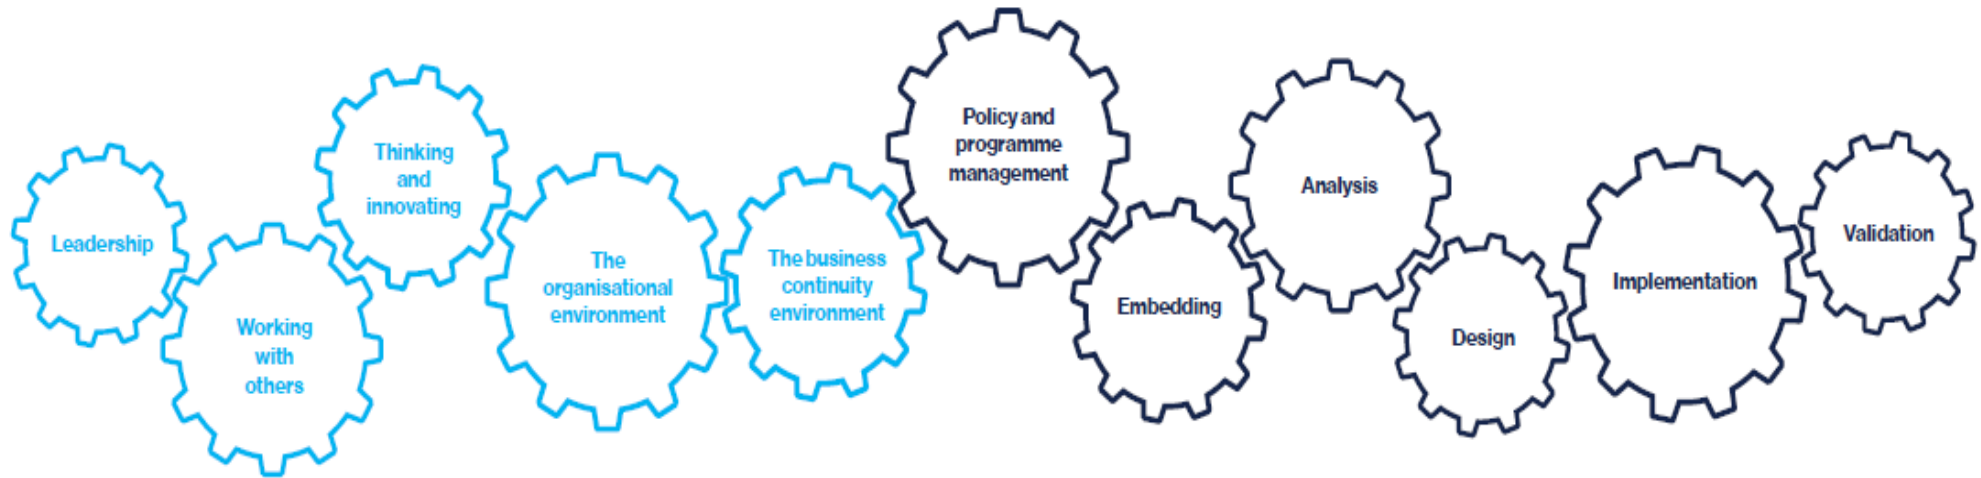 Leadership
Working
with
others
Thinking
and
innovating
The
organisational
environment
The business
continuity
environment
Policy and
programme
management
Embedding
Analysis
Design
Implementation
Validation